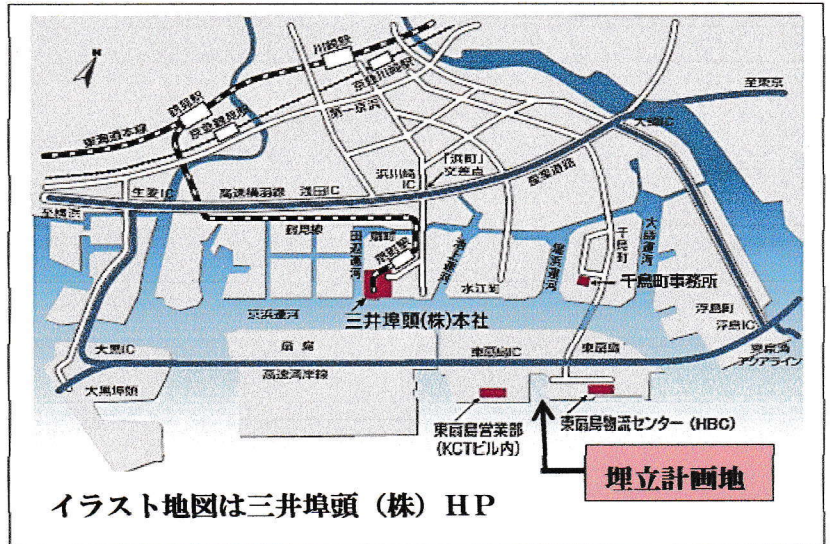 N
川崎駅
京急川崎駅
鶴見駅
京急鶴見駅
東海道本線
第一京浜
至東京
大師IC
「浜町」
交差点
浜川崎
IC
産業道路
生麦IC
高速横羽線
浅田IC
至横浜
鶴見線
田辺運河
扇町
扇町駅
池上運河
塩浜運河
千鳥町
大師運河
水江町
千鳥町事務所
京浜運河
三井埠頭(株)本社
浮島町
浮島IC
大黒IC
扇島
東扇島IC
東扇島
東京湾
アクアライン
大黒埠頭
高速湾岸線
東扇島営業部
(KCTビル内)
東扇島物流センター (HBC)
埋立計画地
イラスト地図は三井埠頭(株)HP